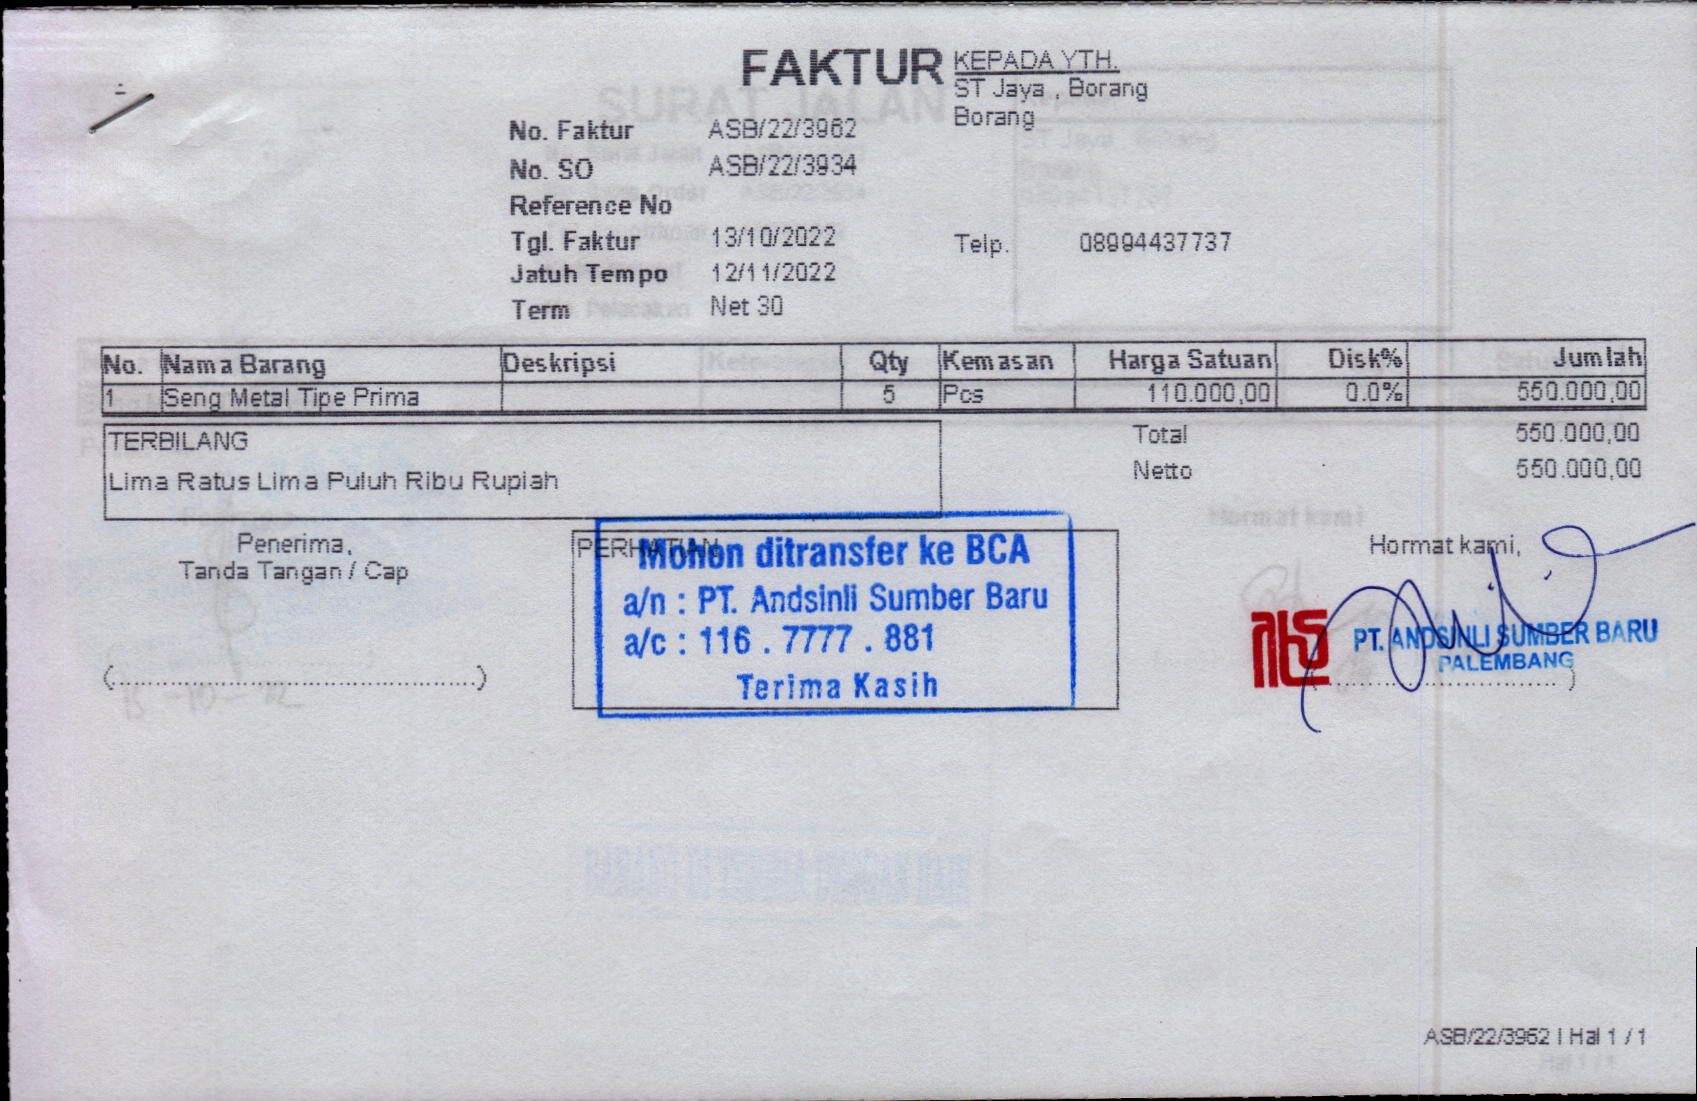 FAKTUR
KEPADA YTH.
ST Jaya , Borang
Borang
No. Faktur ASB/22/3962
No. SO ASB/22/3934
Reference No
Tgl. Faktur 13/10/2022
Telp. 08994437737
Jatuh Tempo 12/11/2022
Term Net 30
No. Nama Barang Deskripsi Qty Kemasan Harga Satuan Disk% Jumlah
1 Seng Metal Tipe Prima 5 Pcs 110.000,00 0.0% 550.000,00
TERBILANG
Lima Ratus Lima Puluh Ribu Rupiah
Total 550.000,00
Netto 550.000,00
Penerima,
Tanda Tangan / Cap
(............................................)
PERHATIAN
Mohon ditransfer ke BCA
a/n : PT. Andsinli Sumber Baru
a/c : 116 . 7777 . 881
Terima Kasih
Hormat kami,
PT. ANDSINLI SUMBER BARU
PALEMBANG
(............................)
ASB/22/3962 | Hal 1 / 1